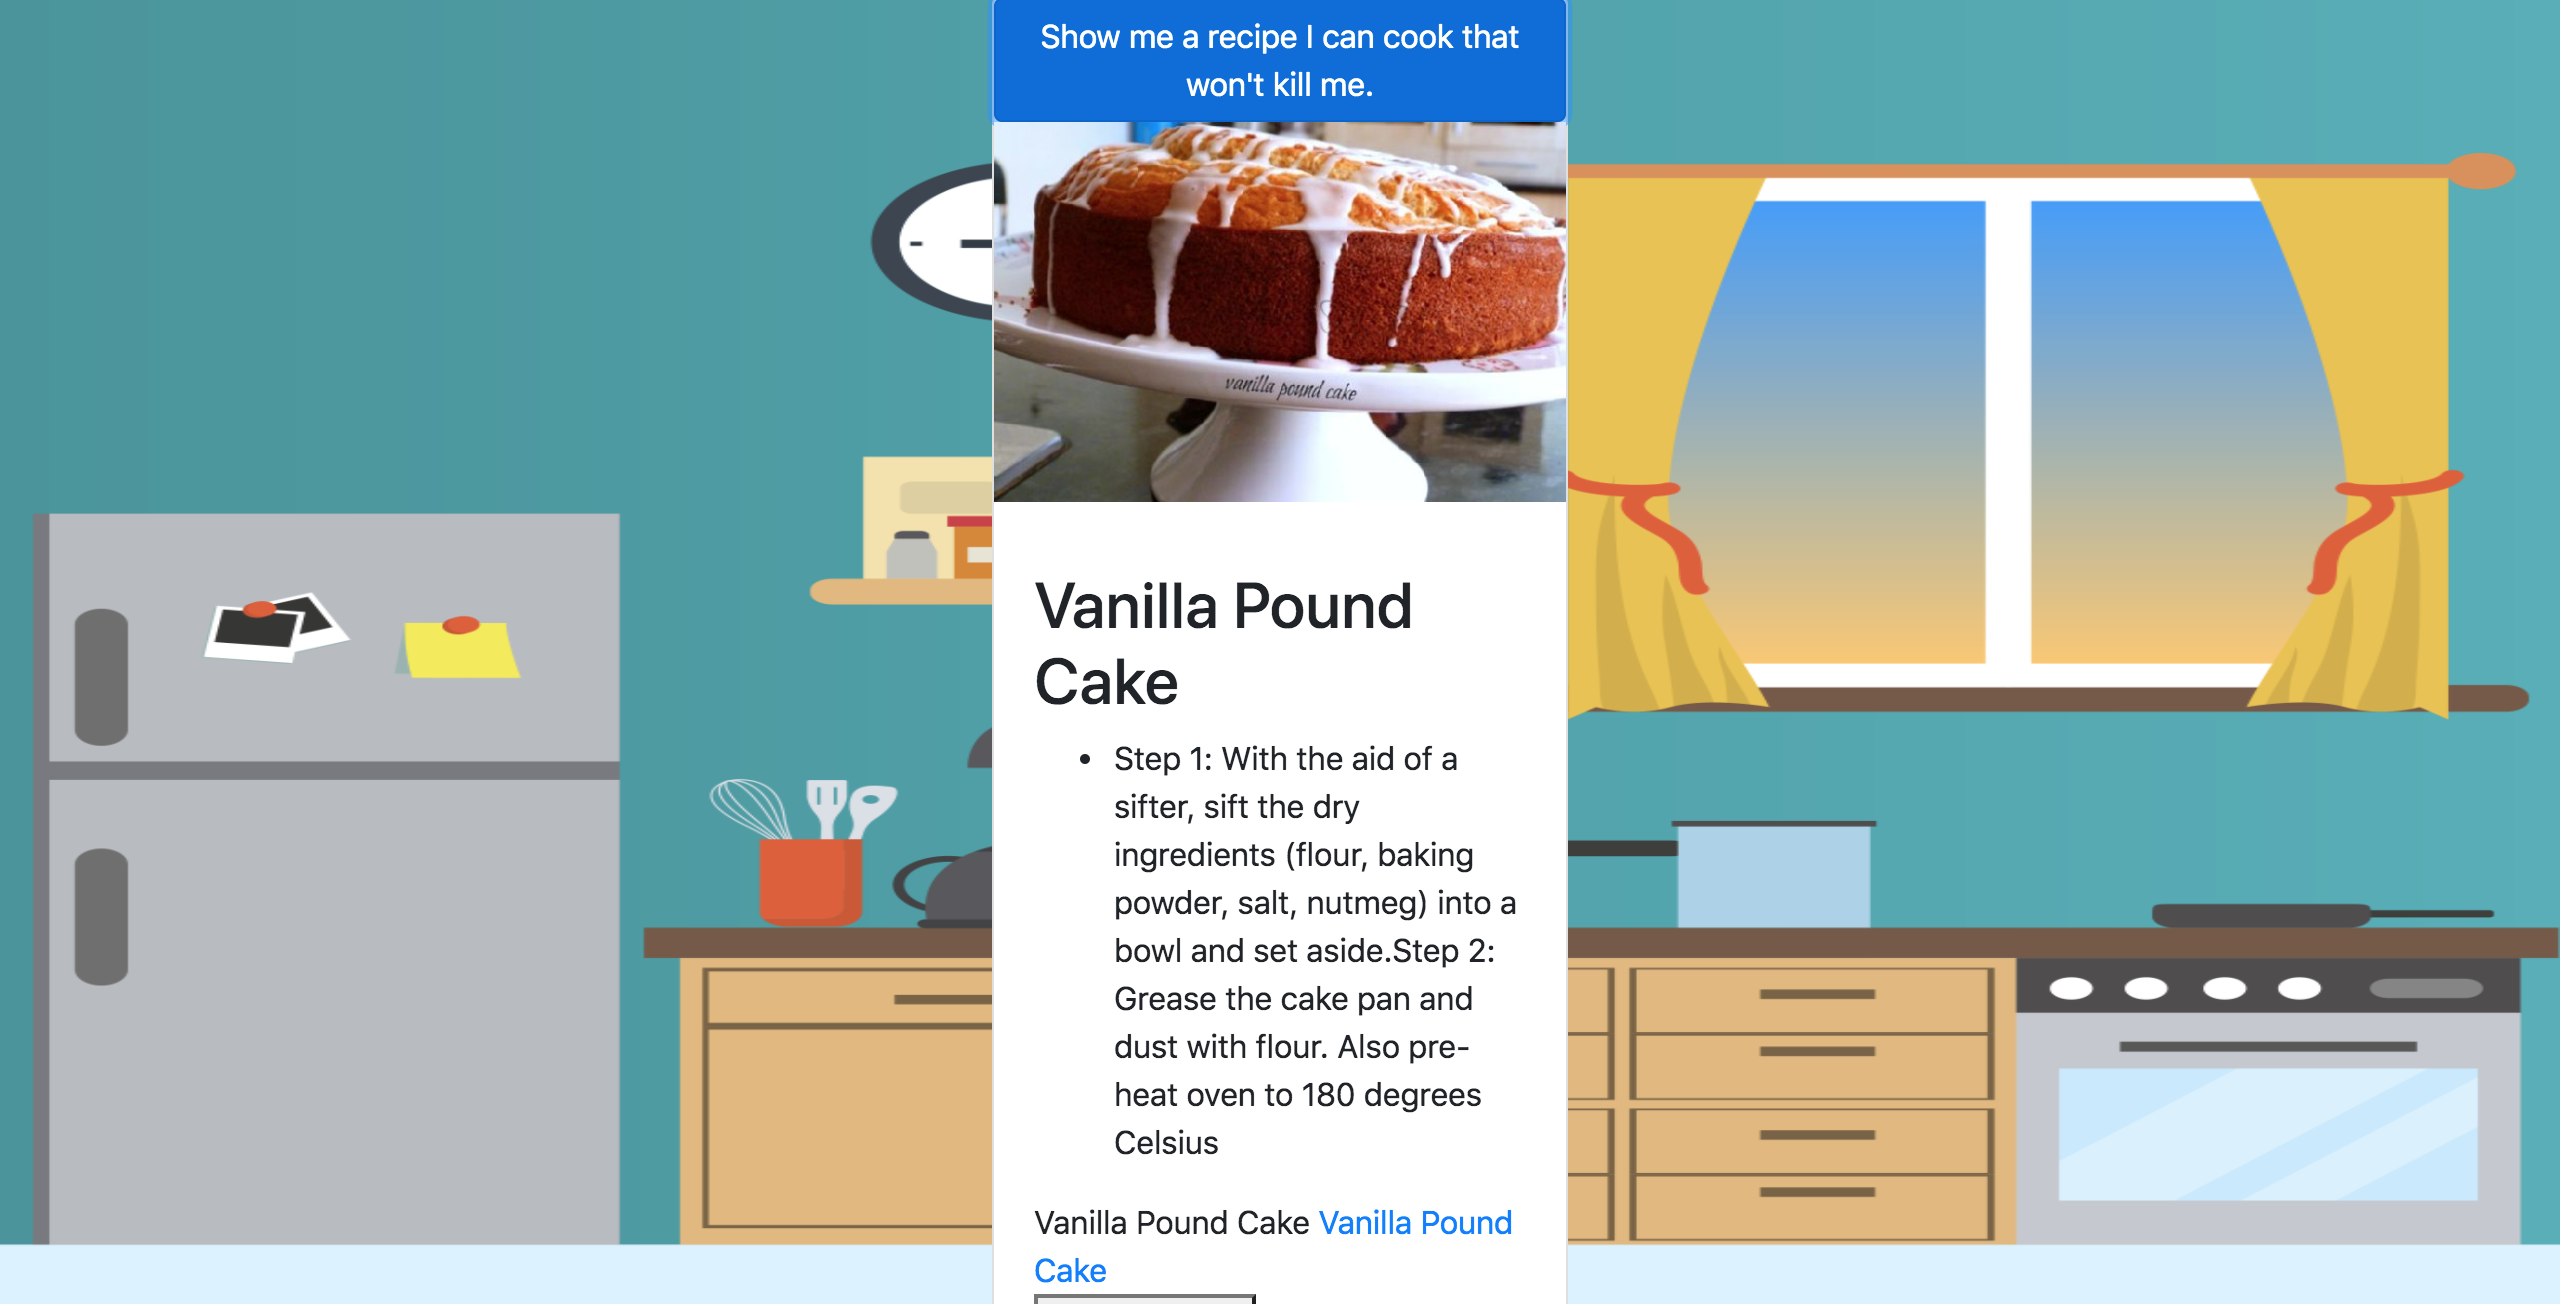 Show me a recipe I can cook that
won't kill me.
vanilla pound cake
Vanilla Pound
Cake
• Step 1: With the aid of a
sifter, sift the dry
ingredients (flour, baking
powder, salt, nutmeg) into a
bowl and set aside.Step 2:
Grease the cake pan and
dust with flour. Also pre-
heat oven to 180 degrees
Celsius
Vanilla Pound Cake Vanilla Pound
Cake